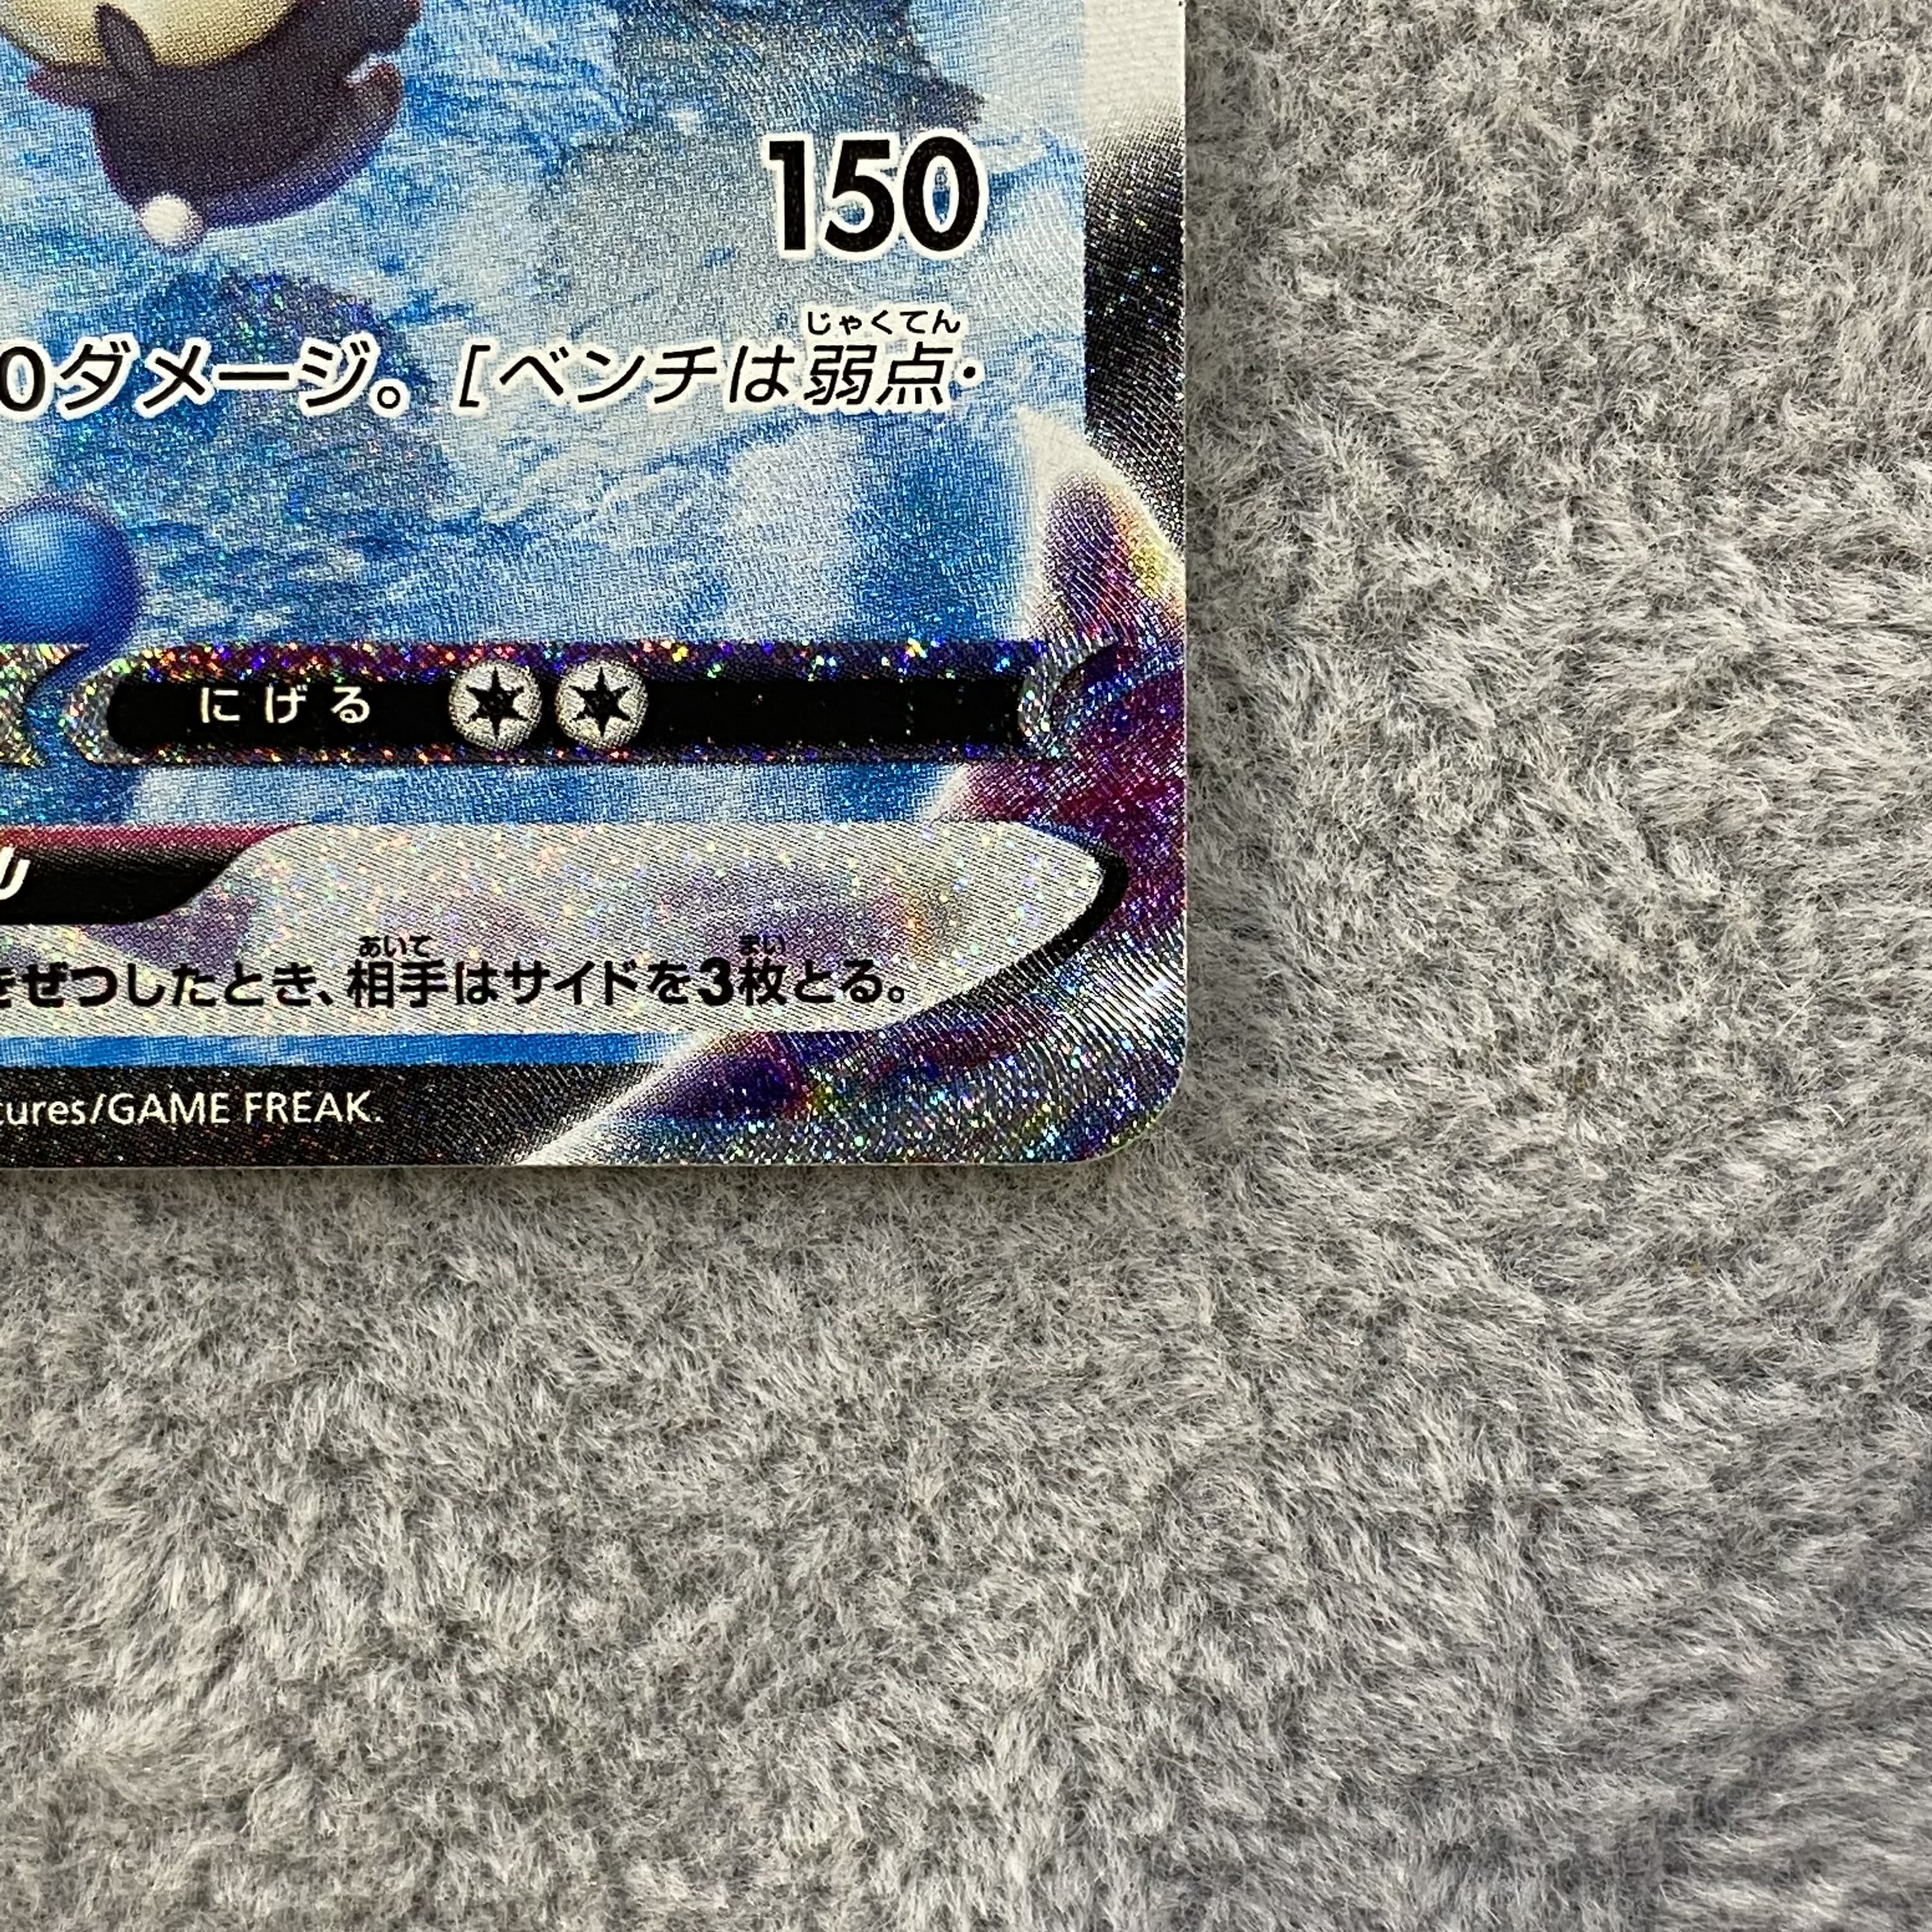 150
じゃくてん
0ダメージ。[ベンチは弱点・
にげる
ル
あいて まい
きぜつしたとき、相手はサイドを3枚とる。
tures/GAME FREAK.